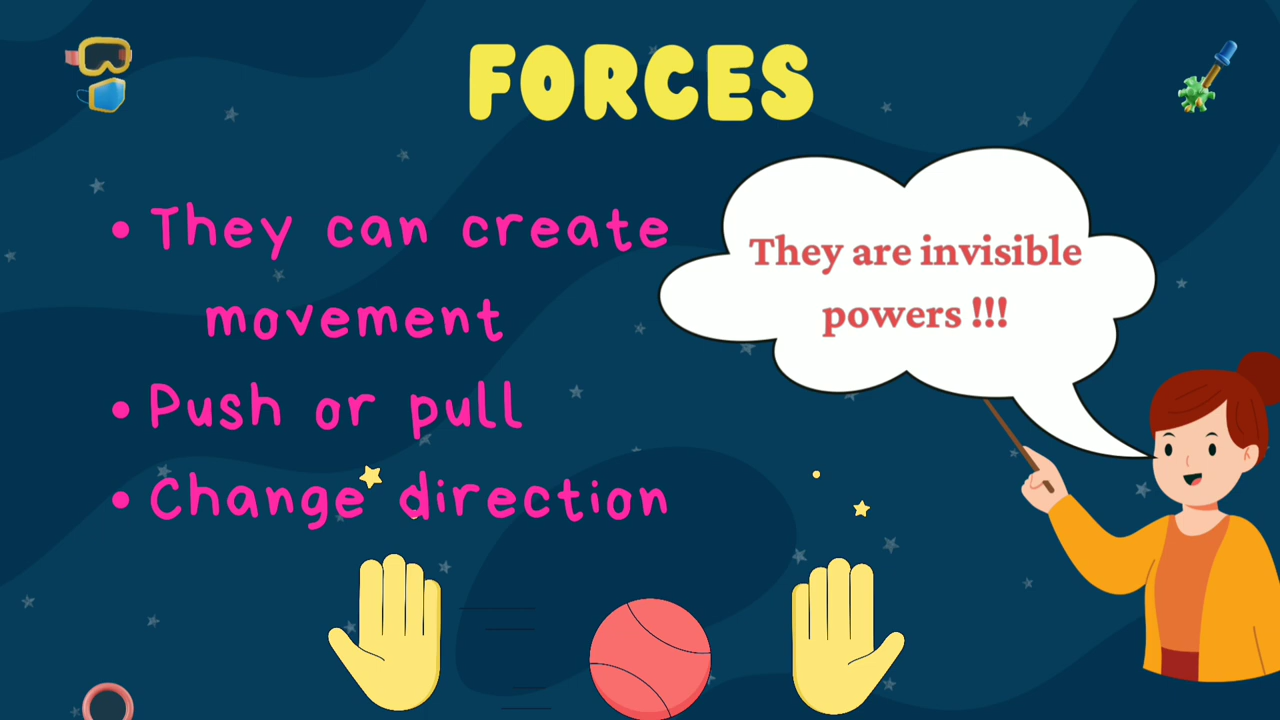 FORCES
• They can create
movement
• Push or pull
• Change direction
They are invisible
powers !!!